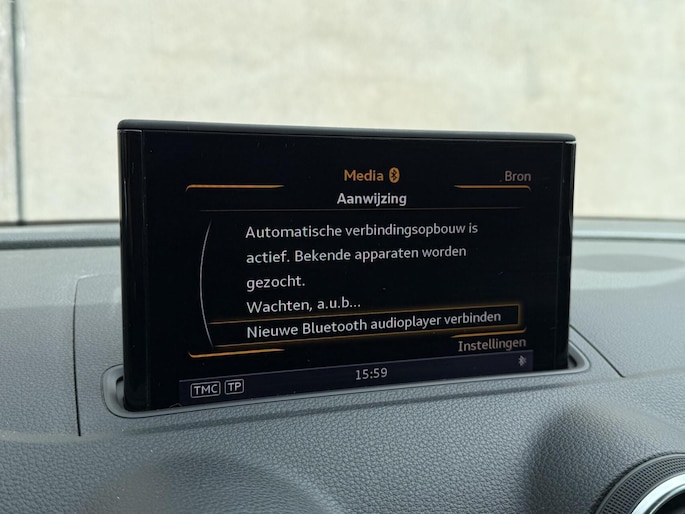 Media
Bron
Aanwijzing
Automatische verbindingsopbouw is
actief. Bekende apparaten worden
gezocht.
Wachten, a.u.b...
Nieuwe Bluetooth audioplayer verbinden
Instellingen
TMC TP 15:59